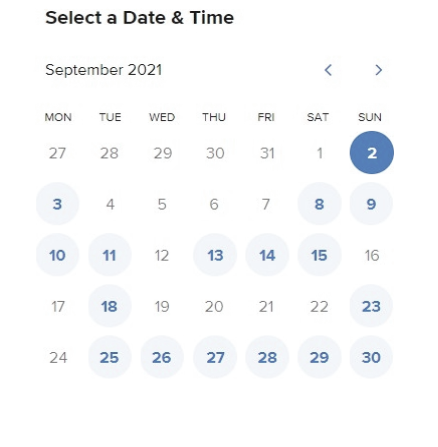 Select a Date & Time
September 2021
MON TUE WED THU FRI SAT SUN
27 28 29 30 31 1 2
3 4 5 6 7 8 9
10 11 12 13 14 15 16
17 18 19 20 21 22 23
24 25 26 27 28 29 30